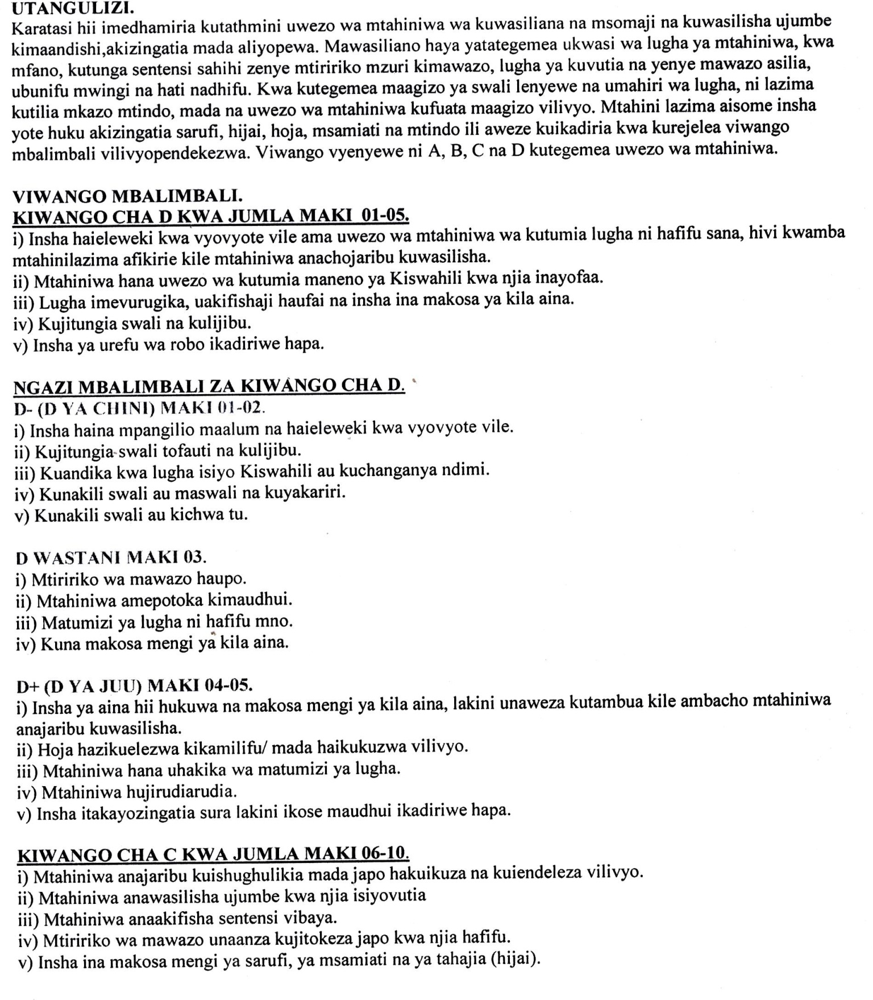 UTANGULIZI.
Karatasi hii imedhamiria kutathmini uwezo wa mtahiniwa wa kuwasiliana na msomaji na kuwasilisha ujumbe
kimaandishi,akizingatia mada aliyopewa. Mawasiliano haya yatategemea ukwasi wa lugha ya mtahiniwa, kwa
mfano, kutunga sentensi sahihi zenye mtiririko mzuri kimawazo, lugha ya kuvutia na yenye mawazo asilia,
ubunifu mwingi na hati nadhifu. Kwa kutegemea maagizo ya swali lenyewe na umahiri wa lugha, ni lazima
kutilia mkazo mtindo, mada na uwezo wa mtahiniwa kufuata maagizo vilivyo. Mtahini lazima aisome insha
yote huku akizingatia sarufi, hijai, hoja, msamiati na mtindo ili aweze kuikadiria kwa kurejelea viwango
mbalimbali vilivyopendekezwa. Viwango vyenyewe ni A, B, C na D kutegemea uwezo wa mtahiniwa.
VIWANGO MBALIMBALI.
KIWANGO CHA D KWA JUMLA MAKI 01-05.
i) Insha haieleweki kwa vyovyote vile ama uwezo wa mtahiniwa wa kutumia lugha ni hafifu sana, hivi kwamba
mtahinilazima afikirie kile mtahiniwa anachojaribu kuwasilisha.
ii) Mtahiniwa hana uwezo wa kutumia maneno ya Kiswahili kwa njia inayofaa.
iii) Lugha imevurugika, uakifishaji haufai na insha ina makosa ya kila aina.
iv) Kujitungia swali na kulijibu.
v) Insha ya urefu wa robo ikadiriwe hapa.
NGAZI MBALIMBALI ZA KIWANGO CHA D.
D- (D YA CHINI) MAKI 01-02.
i) Insha haina mpangilio maalum na haieleweki kwa vyovyote vile.
ii) Kujitungia swali tofauti na kulijibu.
iii) Kuandika kwa lugha isiyo Kiswahili au kuchanganya ndimi.
iv) Kunakili swali au maswali na kuyakariri.
v) Kunakili swali au kichwa tu.
D WASTANI MAKI 03.
i) Mtiririko wa mawazo haupo.
ii) Mtahiniwa amepotoka kimaudhui.
iii) Matumizi ya lugha ni hafifu mno.
iv) Kuna makosa mengi ya kila aina.
D+ (D YA JUU) MAKI 04-05.
i) Insha ya aina hii hukuwa na makosa mengi ya kila aina, lakini unaweza kutambua kile ambacho mtahiniwa
anajaribu kuwasilisha.
ii) Hoja hazikuelezwa kikamilifu/ mada haikukuzwa vilivyo.
iii) Mtahiniwa hana uhakika wa matumizi ya lugha.
iv) Mtahiniwa hujirudiarudia.
v) Insha itakayozingatia sura lakini ikose maudhui ikadiriwe hapa.
KIWANGO CHA C KWA JUMLA MAKI 06-10.
i) Mtahiniwa anajaribu kuishughulikia mada japo hakuikuza na kuiendeleza vilivyo.
ii) Mtahiniwa anawasilisha ujumbe kwa njia isiyovutia
iii) Mtahiniwa anaakifisha sentensi vibaya.
iv) Mtiririko wa mawazo unaanza kujitokeza japo kwa njia hafifu.
v) Insha ina makosa mengi ya sarufi, ya msamiati na ya tahajia (hijai).